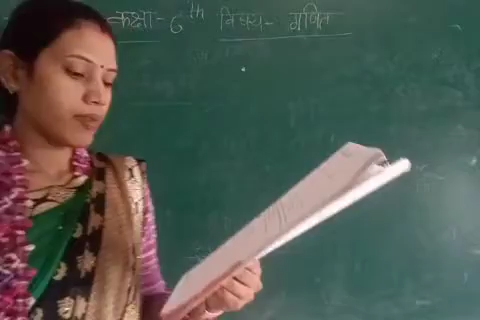 कक्षा - 6th विषय - गणित